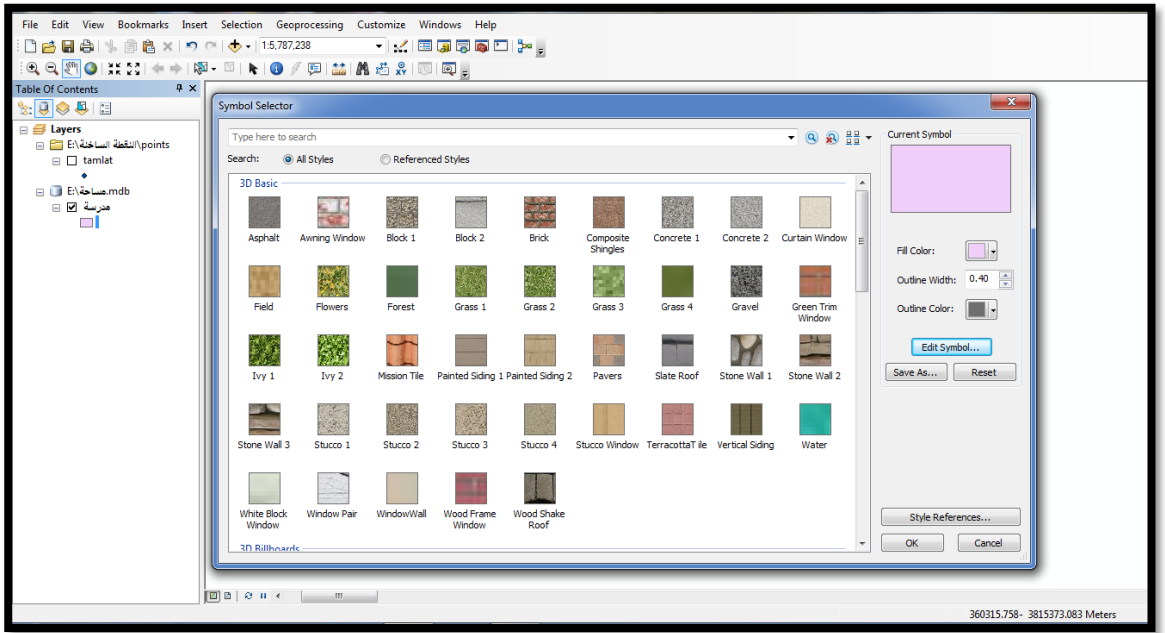 File Edit View Bookmarks Insert Selection Geoprocessing Customize Windows Help
1:5,787,238
Table Of Contents
Layers
E:\النقطة الساخنة\points
tamlat
E:\مساحة.mdb
مدرسة
Symbol Selector
Type here to search
Search: All Styles Referenced Styles
3D Basic
Asphalt Awning Window Block 1 Block 2 Brick Composite Shingles Concrete 1 Concrete 2 Curtain Window
Field Flowers Forest Grass 1 Grass 2 Grass 3 Grass 4 Gravel Green Trim Window
Ivy 1 Ivy 2 Mission Tile Painted Siding 1 Painted Siding 2 Pavers Slate Roof Stone Wall 1 Stone Wall 2
Stone Wall 3 Stucco 1 Stucco 2 Stucco 3 Stucco 4 Stucco Window TerracottaTile Vertical Siding Water
White Block Window Window Pair WindowWall Wood Frame Window Wood Shake Roof
3D Billboards
Current Symbol
Fill Color:
Outline Width: 0.40
Outline Color:
Edit Symbol...
Save As... Reset
Style References...
OK Cancel
360315.758- 3815373.083 Meters